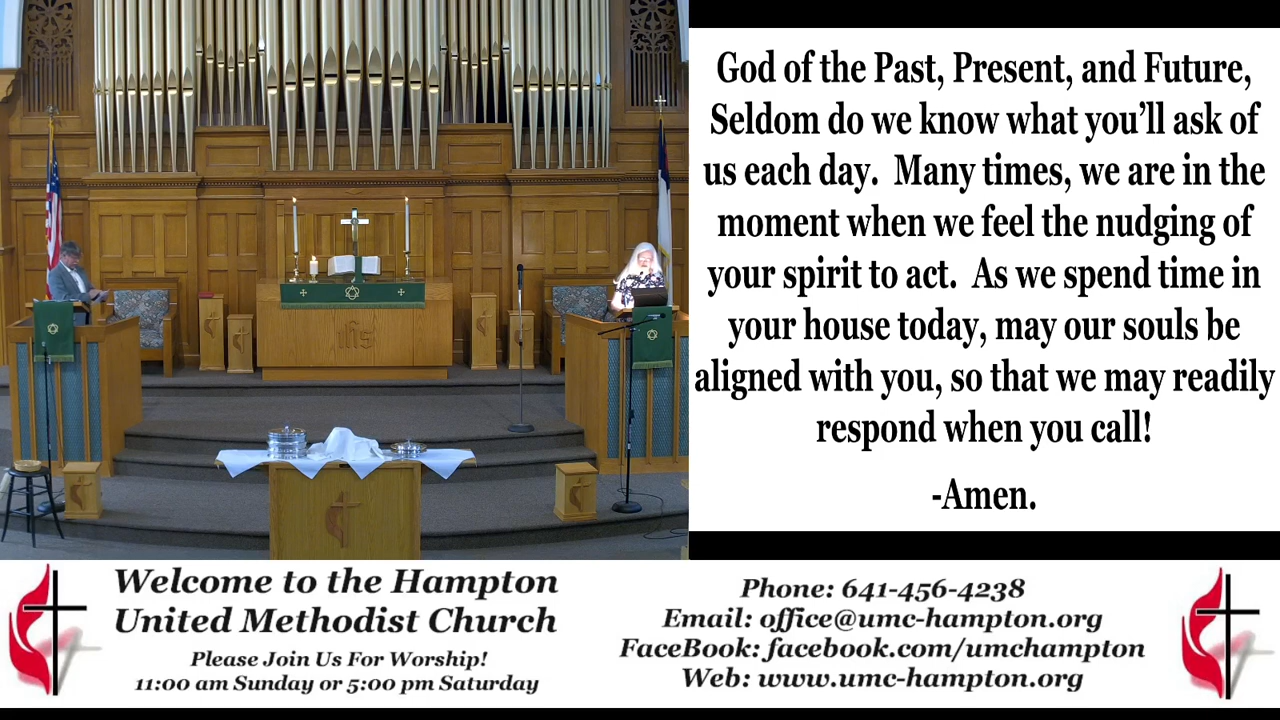 God of the Past, Present, and Future,
Seldom do we know what you'll ask of
us each day.  Many times, we are in the
moment when we feel the nudging of
your spirit to act.  As we spend time in
your house today, may our souls be
aligned with you, so that we may readily
respond when you call!
-Amen.
ihs
Welcome to the Hampton
United Methodist Church
Please Join Us For Worship!
11:00 am Sunday or 5:00 pm Saturday
Phone: 641-456-4238
Email: office@umc-hampton.org
FaceBook: facebook.com/umchampton
Web: www.umc-hampton.org